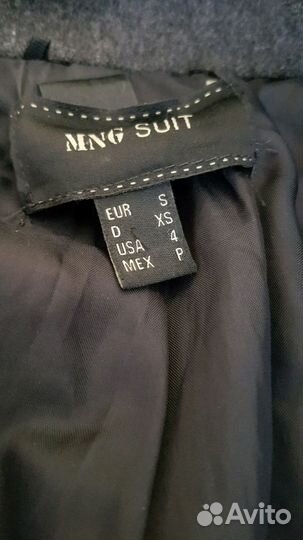 MNG SUIT
EUR S
D XS
USA 4
MEX P
Avito